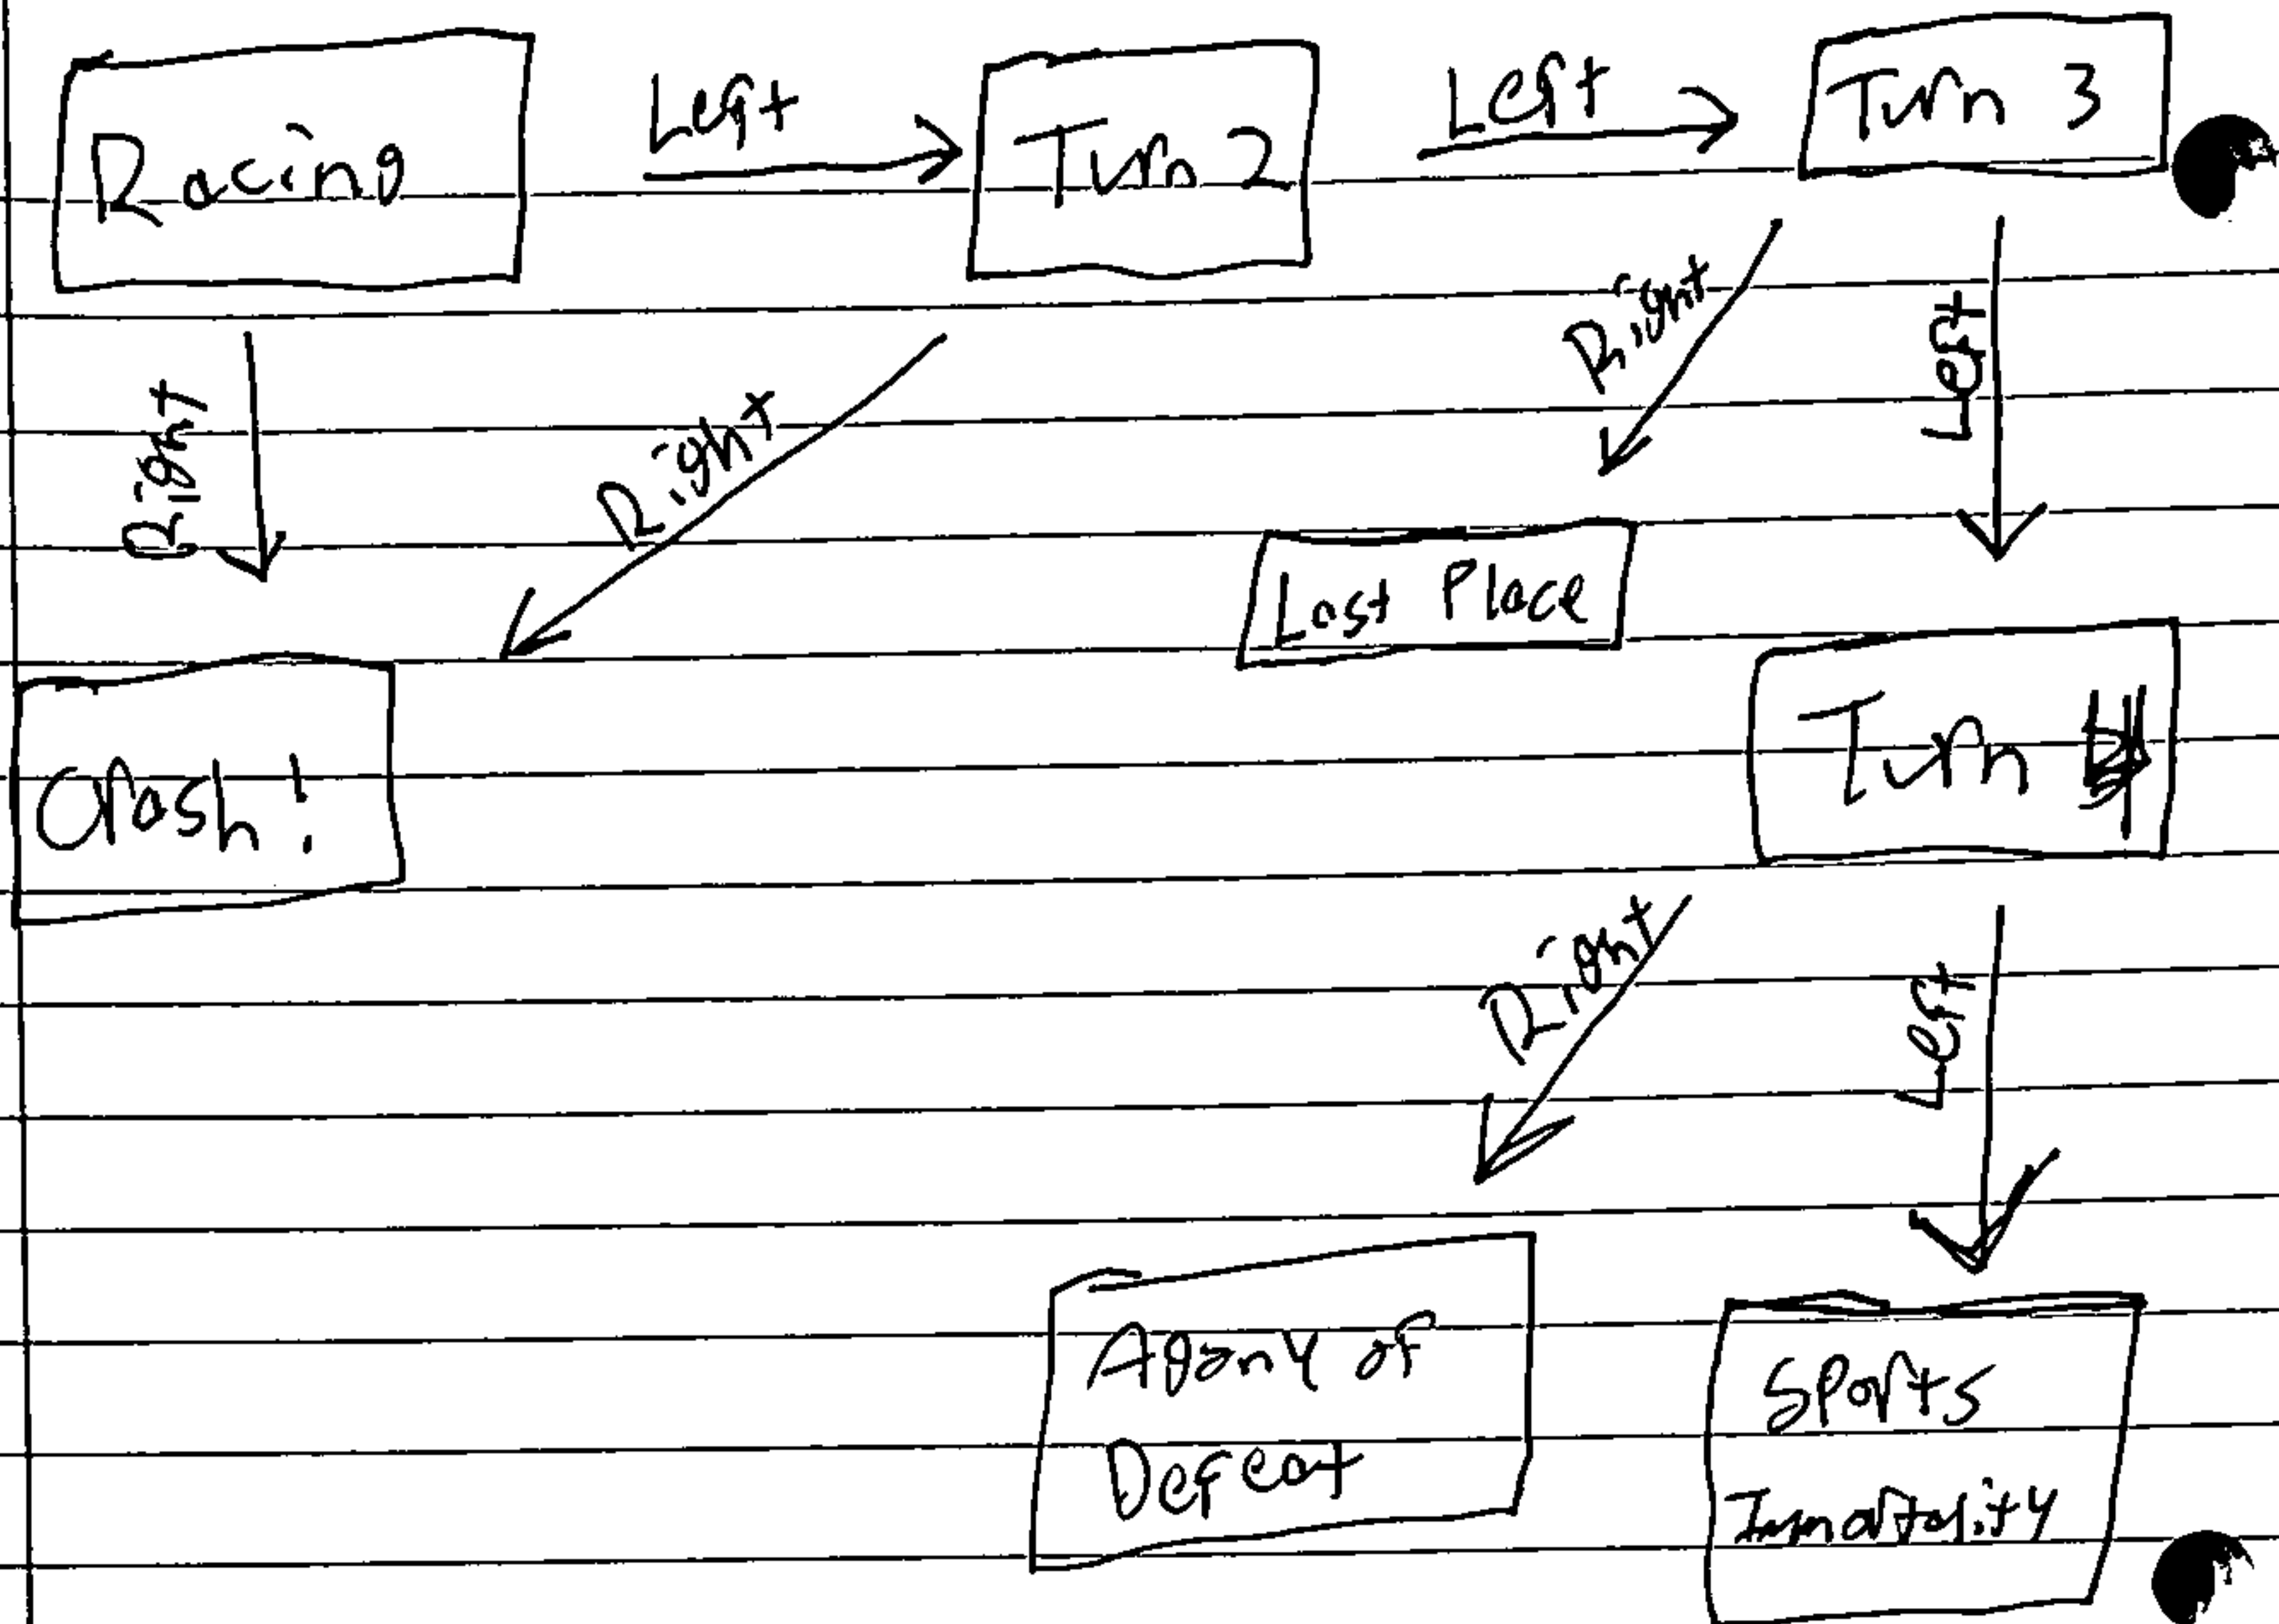 Racing
Left
Turn 2
Left
Turn 3
Right
Right
Right
Left
Last Place
Crash!
Turn 4
Right
Left
Agony of
Defeat
Sports
Immortality